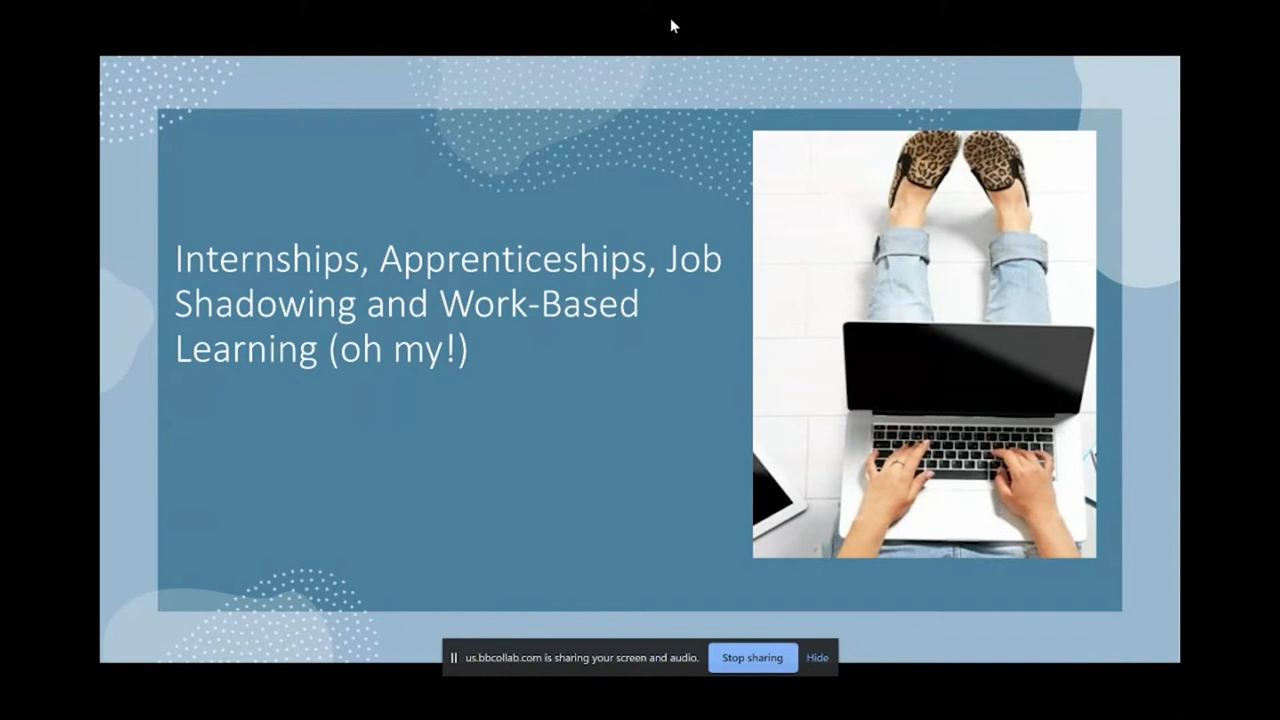 Internships, Apprenticeships, Job
Shadowing and Work-Based
Learning (oh my!)
us.bbcollab.com is sharing your screen and audio.
Stop sharing
Hide